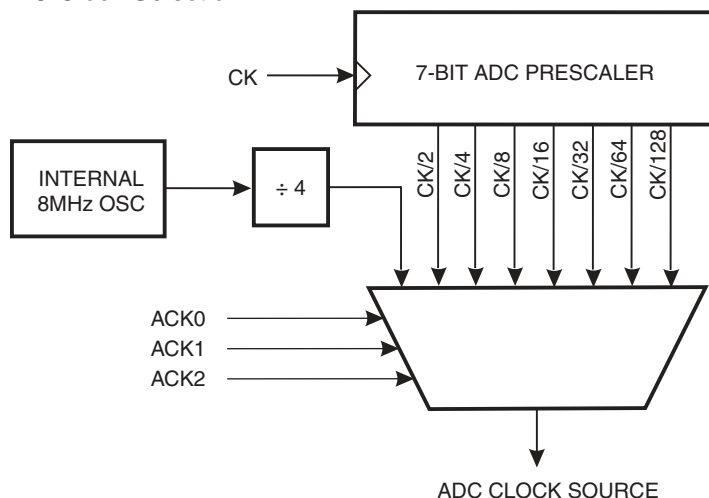 7-BIT ADC PRESCALER
CK
CK/2
CK/4
CK/8
CK/16
CK/32
CK/64
CK/128
INTERNAL
8MHz OSC
÷ 4
ACK0
ACK1
ACK2
ADC CLOCK SOURCE